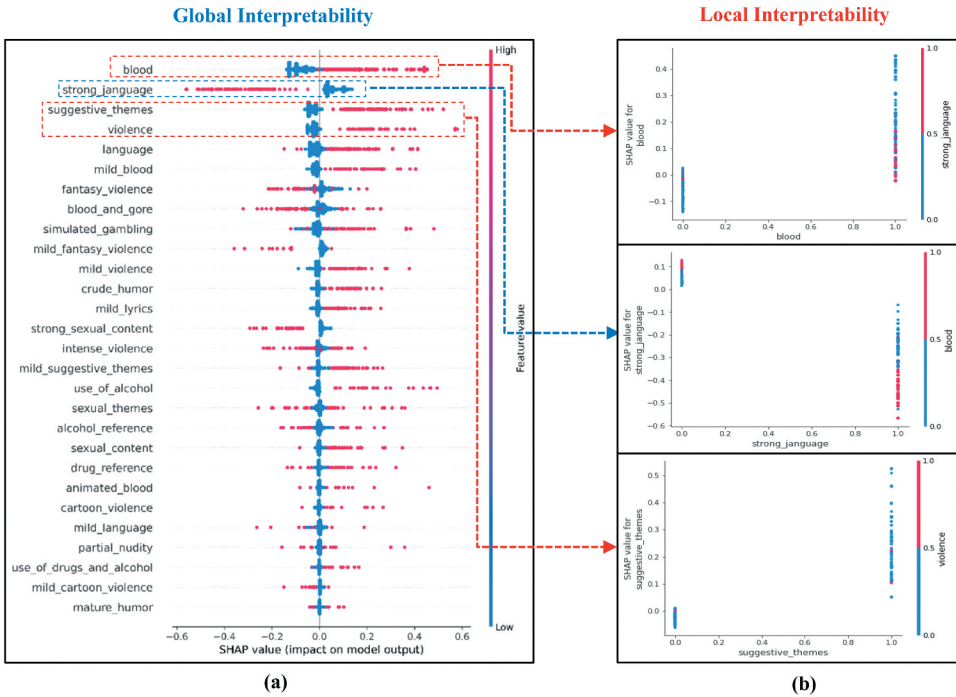 Global Interpretability
Local Interpretability
High
blood
strong_language
suggestive_themes
violence
language
mild_blood
fantasy_violence
blood_and_gore
simulated_gambling
mild_fantasy_violence
mild_violence
crude_humor
mild_lyrics
strong_sexual_content
intense_violence
mild_suggestive_themes
use_of_alcohol
sexual_themes
alcohol_reference
sexual_content
drug_reference
animated_blood
cartoon_violence
mild_language
partial_nudity
use_of_drugs_and_alcohol
mild_cartoon_violence
mature_humor
Feature value
Low
−0.6 −0.4 −0.2 0.0 0.2 0.4 0.6
SHAP value (impact on model output)
(a)
SHAP value for
blood
0.4
0.3
0.2
0.1
0.0
−0.1
0.0 0.2 0.4 0.6 0.8 1.0
blood
1.0
0.5
0.0
strong_janguage
SHAP value for
strong_janguage
0.1
0.0
−0.1
−0.2
−0.3
−0.4
−0.5
−0.6
0.0 0.2 0.4 0.6 0.8 1.0
strong_janguage
1.0
0.5
0.0
blood
SHAP value for
suggestive_themes
0.5
0.4
0.3
0.2
0.1
0.0
0.0 0.2 0.4 0.6 0.8 1.0
suggestive_themes
1.0
0.5
0.0
violence
(b)